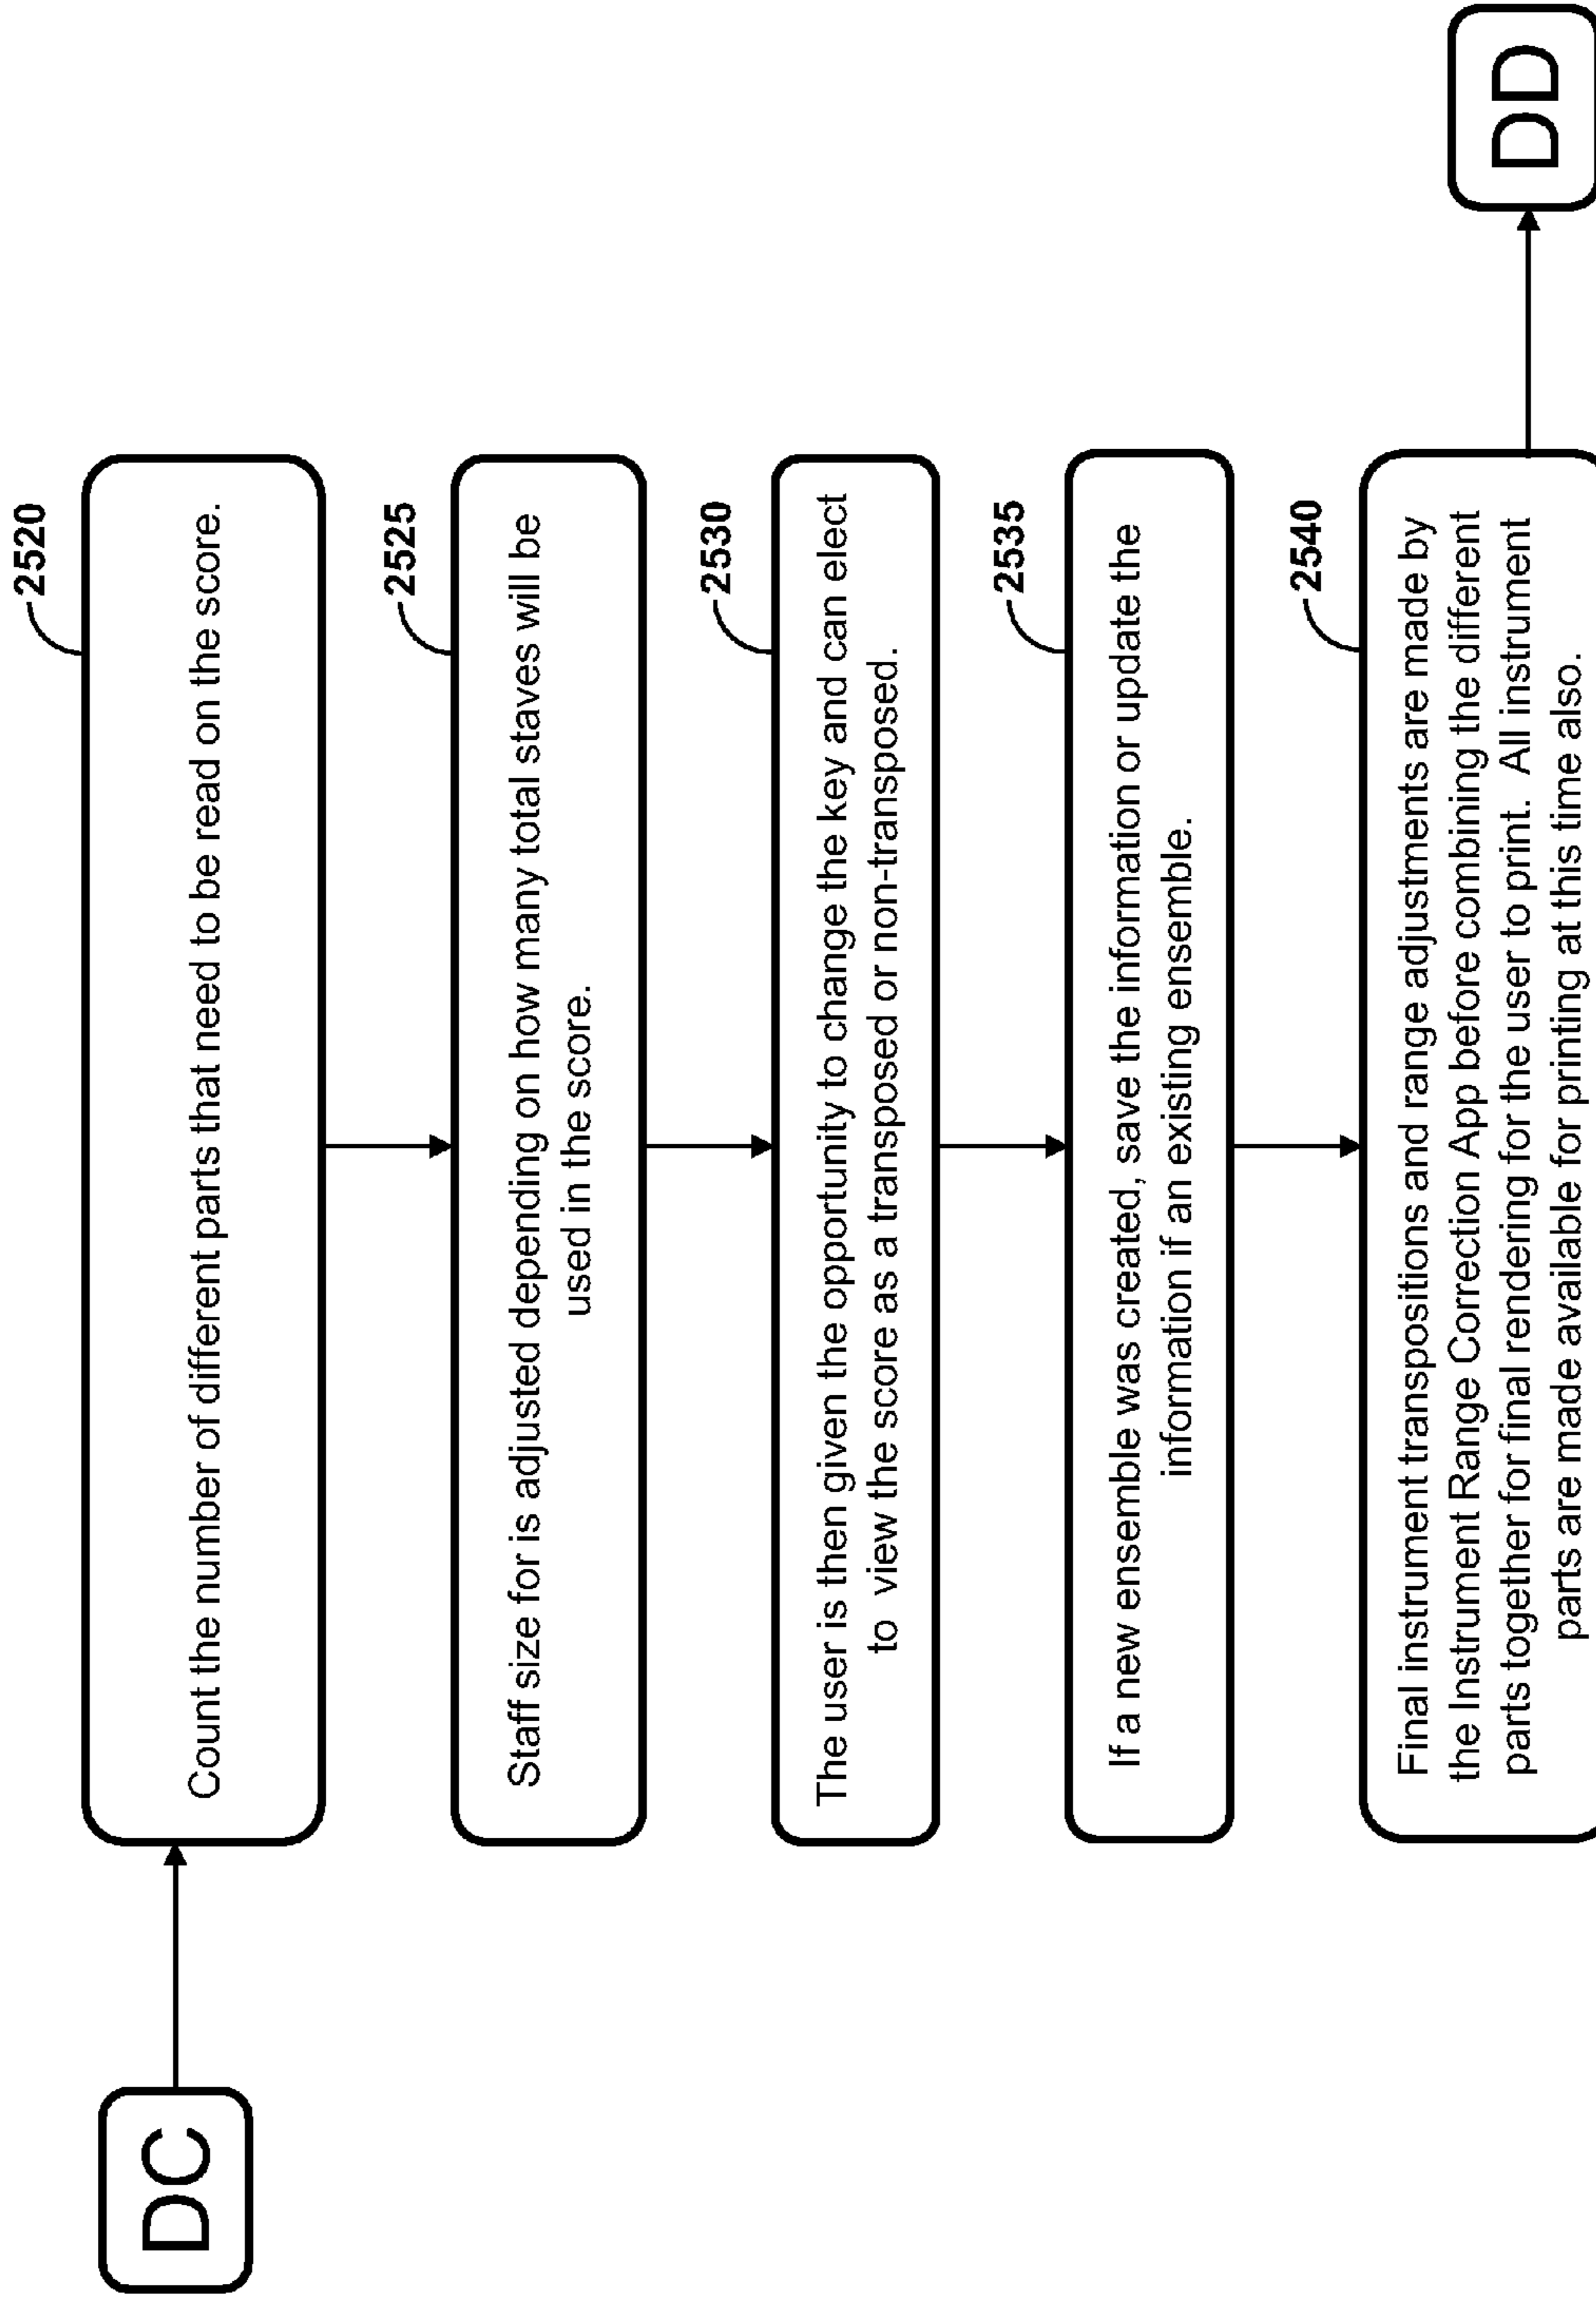 2520
DC
Count the number of different parts that need to be read on the score.
2525
Staff size for is adjusted depending on how many total staves will be
used in the score.
2530
The user is then given the opportunity to change the key and can elect
to view the score as a transposed or non-transposed.
2535
If a new ensemble was created, save the information or update the
information if an existing ensemble.
2540
Final instrument transpositions and range adjustments are made by
the Instrument Range Correction App before combining the different
parts together for final rendering for the user to print. All instrument
parts are made available for printing at this time also.
DD